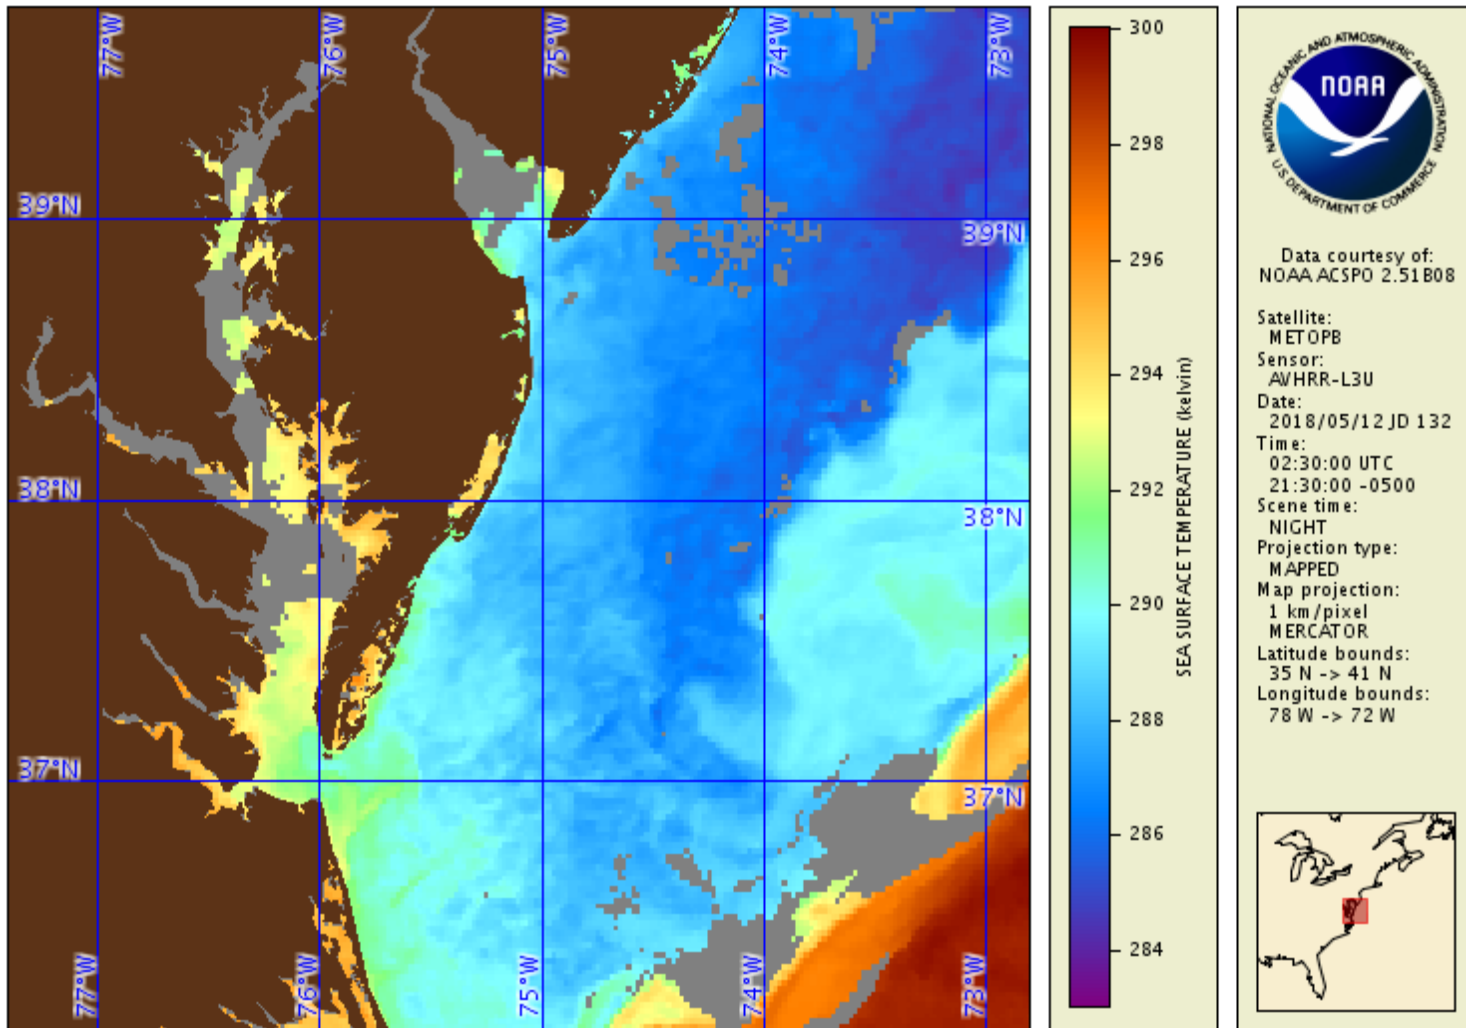 77°W
76°W
75°W
74°W
73°W
39°N
39°N
38°N
38°N
37°N
37°N
77°W
76°W
75°W
74°W
73°W
300
298
296
294
292
290
288
286
284
SEA SURFACE TEMPERATURE (kelvin)
NATIONAL OCEANIC AND ATMOSPHERIC ADMINISTRATION
NOAA
U.S. DEPARTMENT OF COMMERCE
Data courtesy of:
NOAA ACSPO 2.51B08
Satellite:
METOPB
Sensor:
AVHRR-L3U
Date:
2018/05/12 JD 132
Time:
02:30:00 UTC
21:30:00 -0500
Scene time:
NIGHT
Projection type:
MAPPED
Map projection:
1 km/pixel
MERCATOR
Latitude bounds:
35 N -> 41 N
Longitude bounds:
78 W -> 72 W